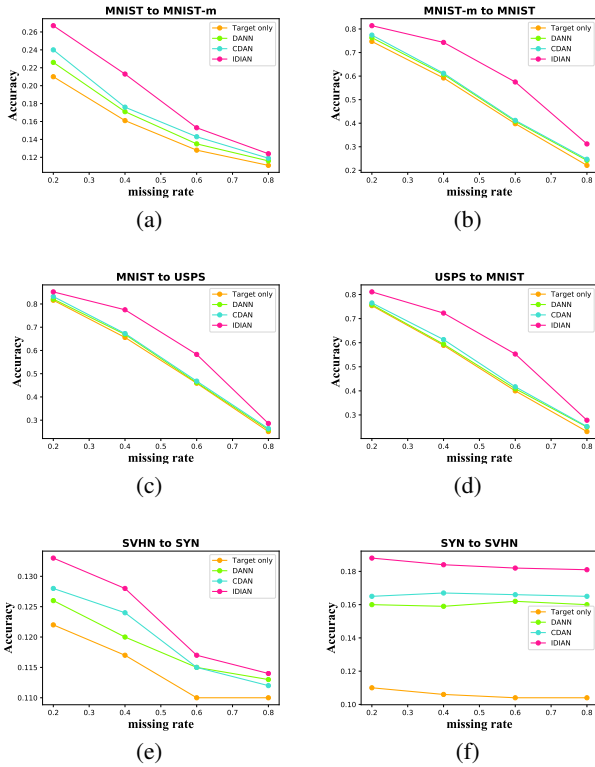 MNIST to MNIST-m
Accuracy
0.26
0.24
0.22
0.20
0.18
0.16
0.14
0.12
Target only
DANN
CDAN
IDIAN
0.2 0.3 0.4 0.5 0.6 0.7 0.8
missing rate
(a)
MNIST-m to MNIST
Accuracy
0.8
0.7
0.6
0.5
0.4
0.3
0.2
Target only
DANN
CDAN
IDIAN
0.2 0.3 0.4 0.5 0.6 0.7 0.8
missing rate
(b)
MNIST to USPS
Accuracy
0.8
0.7
0.6
0.5
0.4
0.3
Target only
DANN
CDAN
IDIAN
0.2 0.3 0.4 0.5 0.6 0.7 0.8
missing rate
(c)
USPS to MNIST
Accuracy
0.8
0.7
0.6
0.5
0.4
0.3
Target only
DANN
CDAN
IDIAN
0.2 0.3 0.4 0.5 0.6 0.7 0.8
missing rate
(d)
SVHN to SYN
Accuracy
0.130
0.125
0.120
0.115
0.110
Target only
DANN
CDAN
IDIAN
0.2 0.3 0.4 0.5 0.6 0.7 0.8
missing rate
(e)
SYN to SVHN
Accuracy
0.18
0.16
0.14
0.12
0.10
Target only
DANN
CDAN
IDIAN
0.2 0.3 0.4 0.5 0.6 0.7 0.8
missing rate
(f)